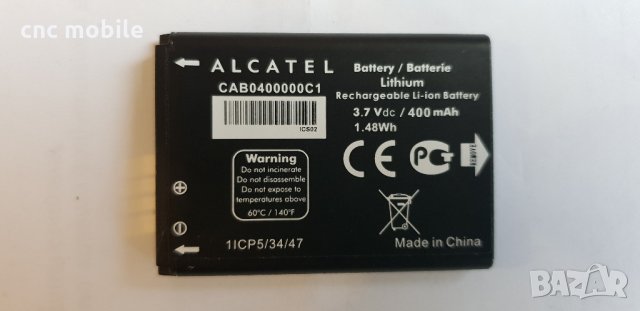 cnc mobile
ALCATEL
CAB0400000C1
ICS02
Battery / Batterie
Lithium
Rechargeable Li-ion Battery
3.7 Vdc / 400 mAh
1.48Wh
Warning
Do not incinerate
Do not disassemble
Do not expose to
temperatures above
60°C / 140°F
1ICP5/34/47
Made in China
bazar